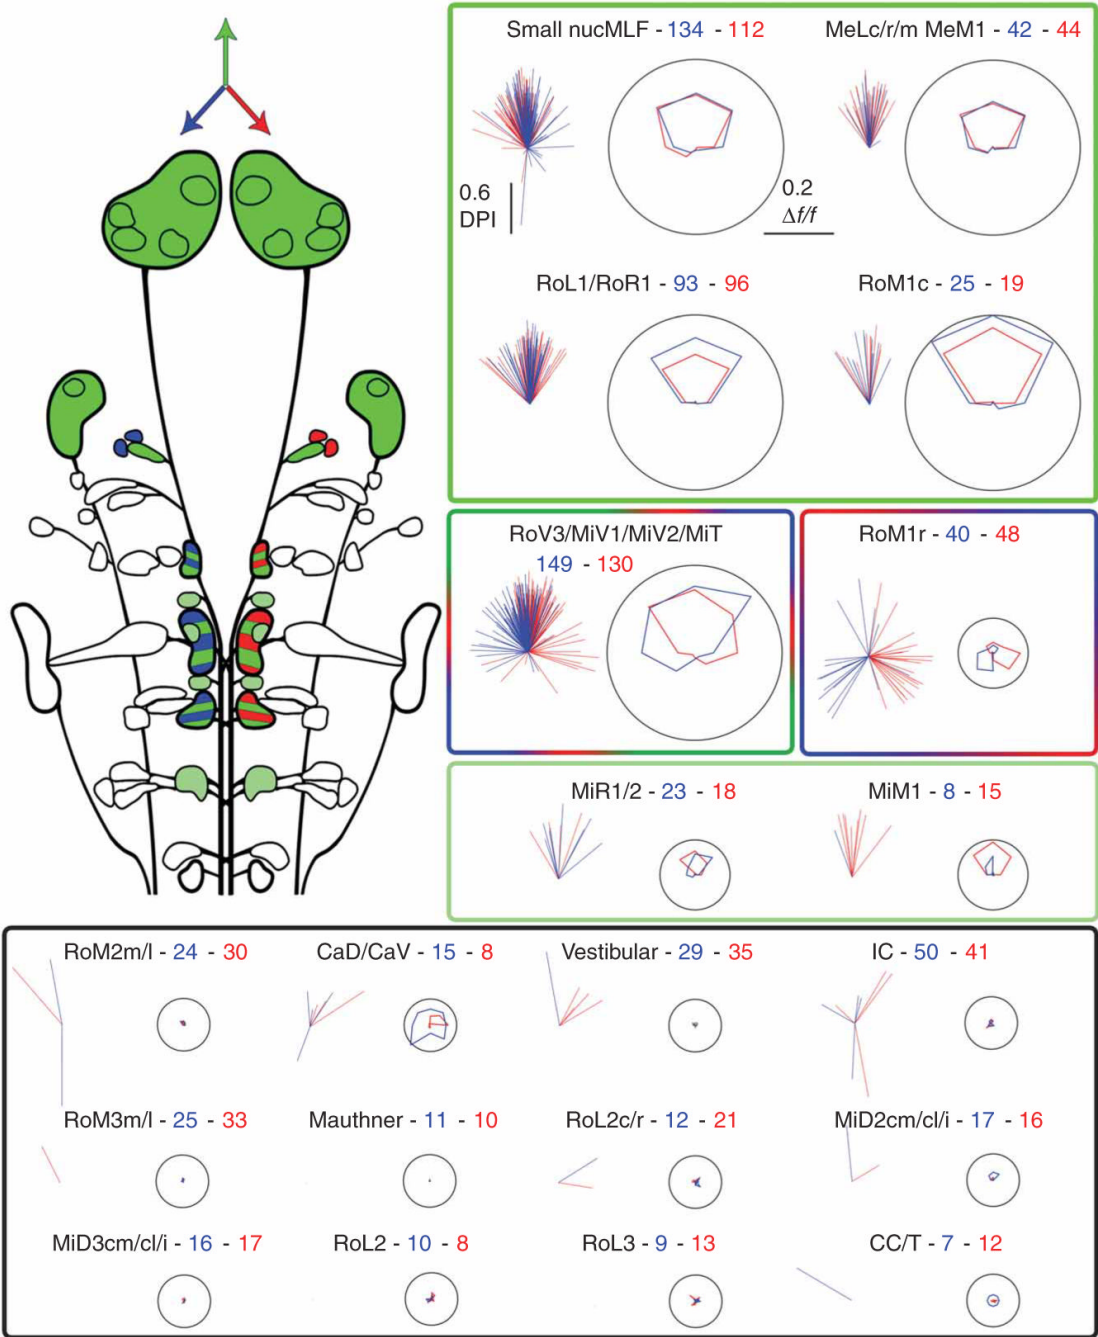 Small nucMLF - 134 - 112
MeLc/r/m MeM1 - 42 - 44
0.6
DPI
0.2
Δf/f
RoL1/RoR1 - 93 - 96
RoM1c - 25 - 19
RoV3/MiV1/MiV2/MiT
149 - 130
RoM1r - 40 - 48
MiR1/2 - 23 - 18
MiM1 - 8 - 15
RoM2m/l - 24 - 30
CaD/CaV - 15 - 8
Vestibular - 29 - 35
IC - 50 - 41
RoM3m/l - 25 - 33
Mauthner - 11 - 10
RoL2c/r - 12 - 21
MiD2cm/cl/i - 17 - 16
MiD3cm/cl/i - 16 - 17
RoL2 - 10 - 8
RoL3 - 9 - 13
CC/T - 7 - 12